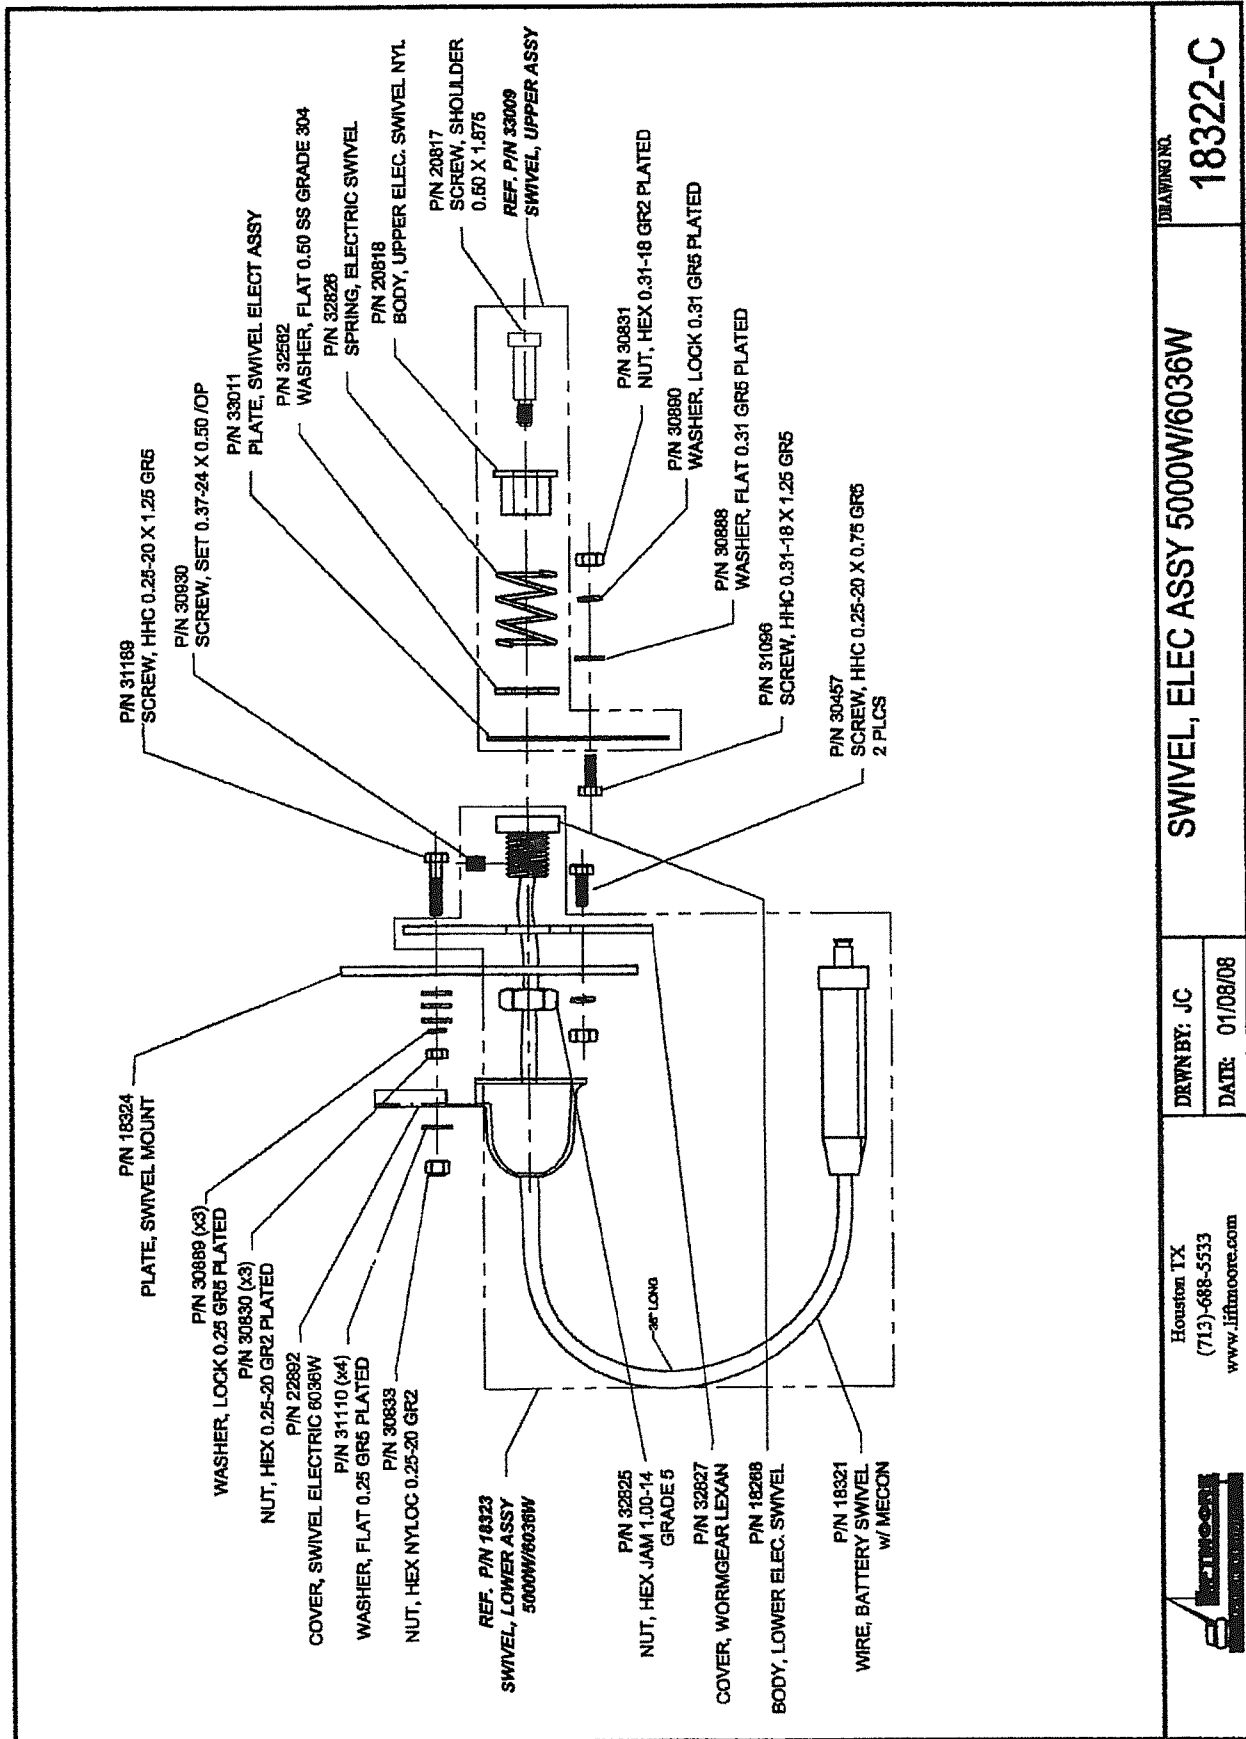 P/N 18324
PLATE, SWIVEL MOUNT
P/N 30889 (x3)
WASHER, LOCK 0.25 GR5 PLATED
P/N 30830 (x3)
NUT, HEX 0.25-20 GR2 PLATED
P/N 22892
COVER, SWIVEL ELECTRIC 6036W
P/N 31110 (x4)
WASHER, FLAT 0.25 GR5 PLATED
P/N 30833
NUT, HEX NYLOC 0.25-20 GR2
REF. P/N 18323
SWIVEL, LOWER ASSY
5000W/6036W
P/N 32825
NUT, HEX JAM 1.00-14
GRADE 5
P/N 32827
COVER, WORMGEAR LEXAN
P/N 18268
BODY, LOWER ELEC. SWIVEL
P/N 18321
WIRE, BATTERY SWIVEL
w/ MECON
LONG
P/N 31189
SCREW, HHC 0.25-20 X 1.25 GR5
P/N 30930
SCREW, SET 0.37-24 X 0.50 /OP
P/N 33011
PLATE, SWIVEL ELECT ASSY
P/N 32562
WASHER, FLAT 0.50 SS GRADE 304
P/N 32826
SPRING, ELECTRIC SWIVEL
P/N 20818
BODY, UPPER ELEC. SWIVEL NYL
P/N 20817
SCREW, SHOULDER
0.50 X 1.875
REF. P/N 33009
SWIVEL, UPPER ASSY
P/N 30831
NUT, HEX 0.31-18 GR2 PLATED
P/N 30890
WASHER, LOCK 0.31 GR5 PLATED
P/N 30888
WASHER, FLAT 0.31 GR5 PLATED
P/N 31096
SCREW, HHC 0.31-18 X 1.25 GR5
P/N 30457
SCREW, HHC 0.25-20 X 0.75 GR5
2 PLCS
LIFTMOORE
Houston TX
(713)-688-5533
www.liftmoore.com
DRWN BY: JC
DATE: 01/08/08
SWIVEL, ELEC ASSY 5000W/6036W
DRAWING NO.
18322-C